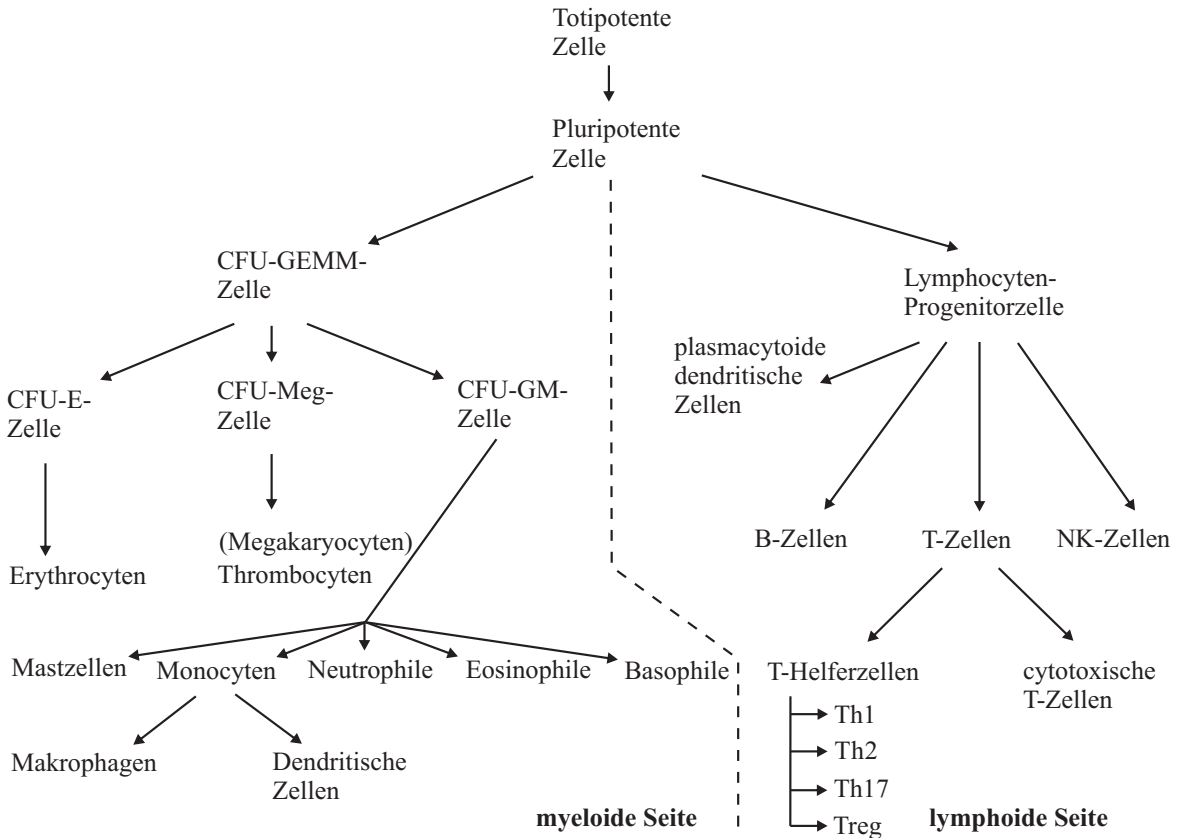 Totipotente
Zelle
Pluripotente
Zelle
CFU-GEMM-
Zelle
Lymphocyten-
Progenitorzelle
plasmacytoide
dendritische
Zellen
CFU-E-
Zelle
CFU-Meg-
Zelle
CFU-GM-
Zelle
(Megakaryocyten)
Thrombocyten
Erythrocyten
B-Zellen
T-Zellen
NK-Zellen
Mastzellen
Monocyten
Neutrophile
Eosinophile
Basophile
T-Helferzellen
cytotoxische
T-Zellen
Makrophagen
Dendritische
Zellen
Th1
Th2
Th17
Treg
myeloide Seite
lymphoide Seite